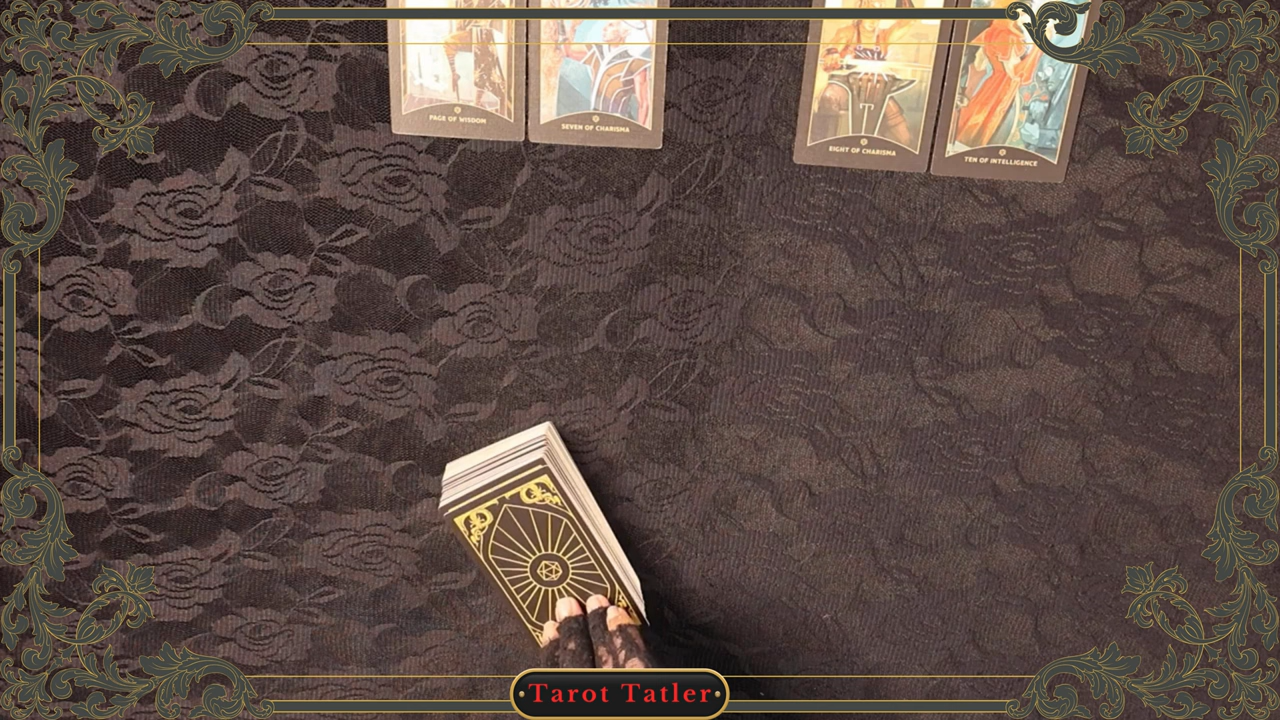 PAGE OF WISDOM
SEVEN OF CHARISMA
EIGHT OF CHARISMA
TEN OF INTELLIGENCE
Tarot Tatler